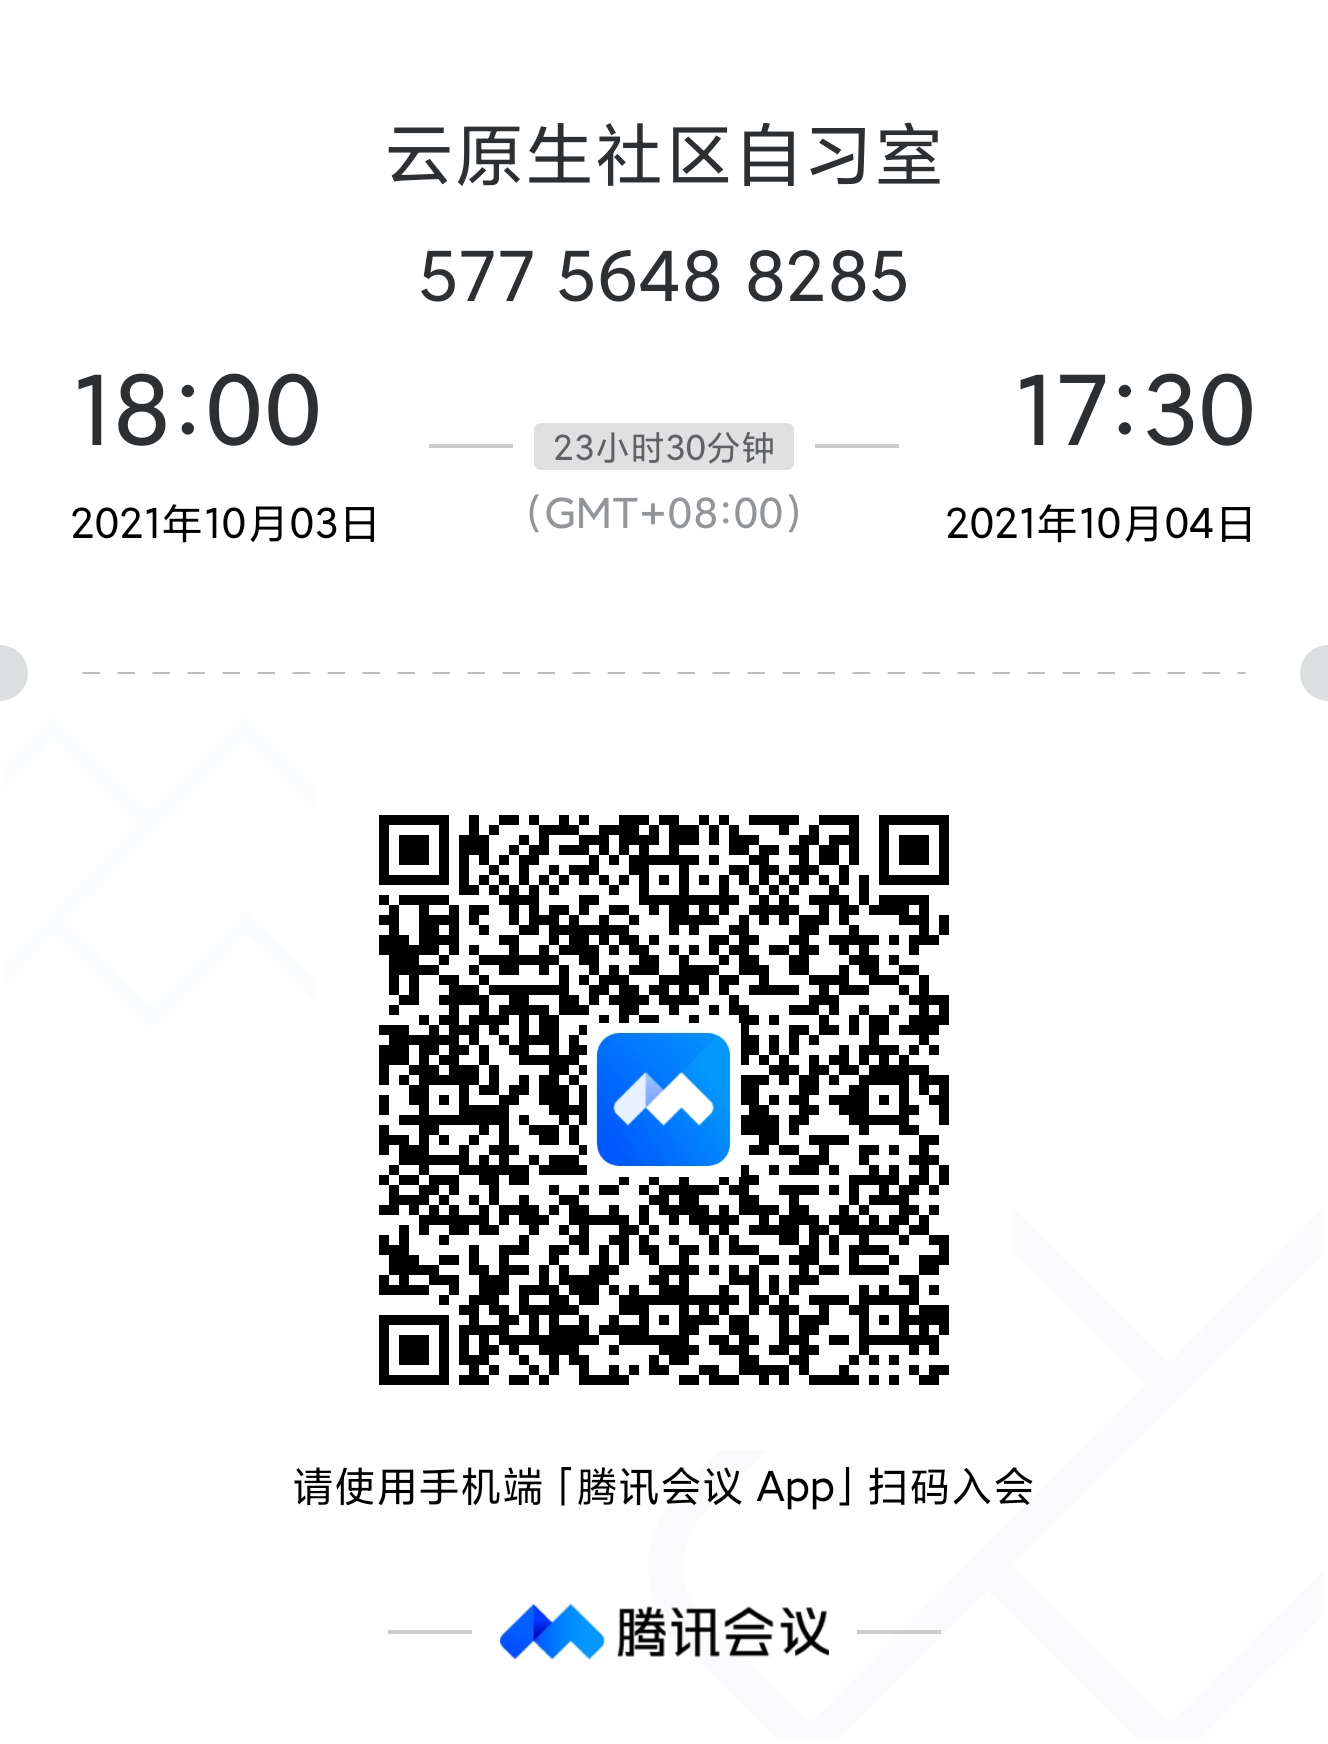 云原生社区自习室
577 5648 8285
18:00
17:30
23小时30分钟
2021年10月03日
(GMT+08:00)
2021年10月04日
请使用手机端「腾讯会议 App」扫码入会
腾讯会议